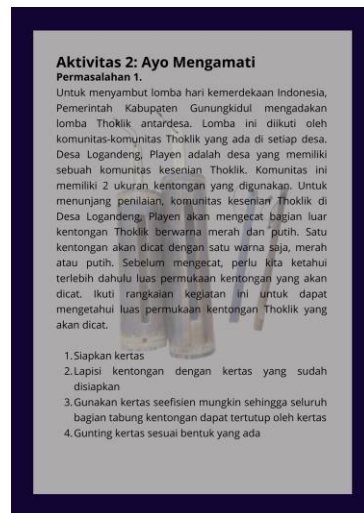 Aktivitas 2: Ayo Mengamati
Permasalahan 1.
Untuk menyambut lomba hari kemerdekaan Indonesia,
Pemerintah Kabupaten Gunungkidul mengadakan
lomba Thoklik antardesa. Lomba ini diikuti oleh
komunitas-komunitas Thoklik yang ada di setiap desa.
Desa Logandeng, Playen adalah desa yang memiliki
sebuah komunitas kesenian Thoklik. Komunitas ini
memiliki 2 ukuran kentongan yang digunakan. Untuk
menunjang penilaian, komunitas kesenian Thoklik di
Desa Logandeng, Playen akan mengecat bagian luar
kentongan Thoklik berwarna merah dan putih. Satu
kentongan akan dicat dengan satu warna saja, merah
atau putih. Sebelum mengecat, perlu kita ketahui
terlebih dahulu luas permukaan kentongan yang akan
dicat. Ikuti rangkaian kegiatan ini untuk dapat
mengetahui luas permukaan kentongan Thoklik yang
akan dicat.
1. Siapkan kertas
2. Lapisi kentongan dengan kertas yang sudah
disiapkan
3. Gunakan kertas seefisien mungkin sehingga seluruh
bagian tabung kentongan dapat tertutup oleh kertas
4. Gunting kertas sesuai bentuk yang ada